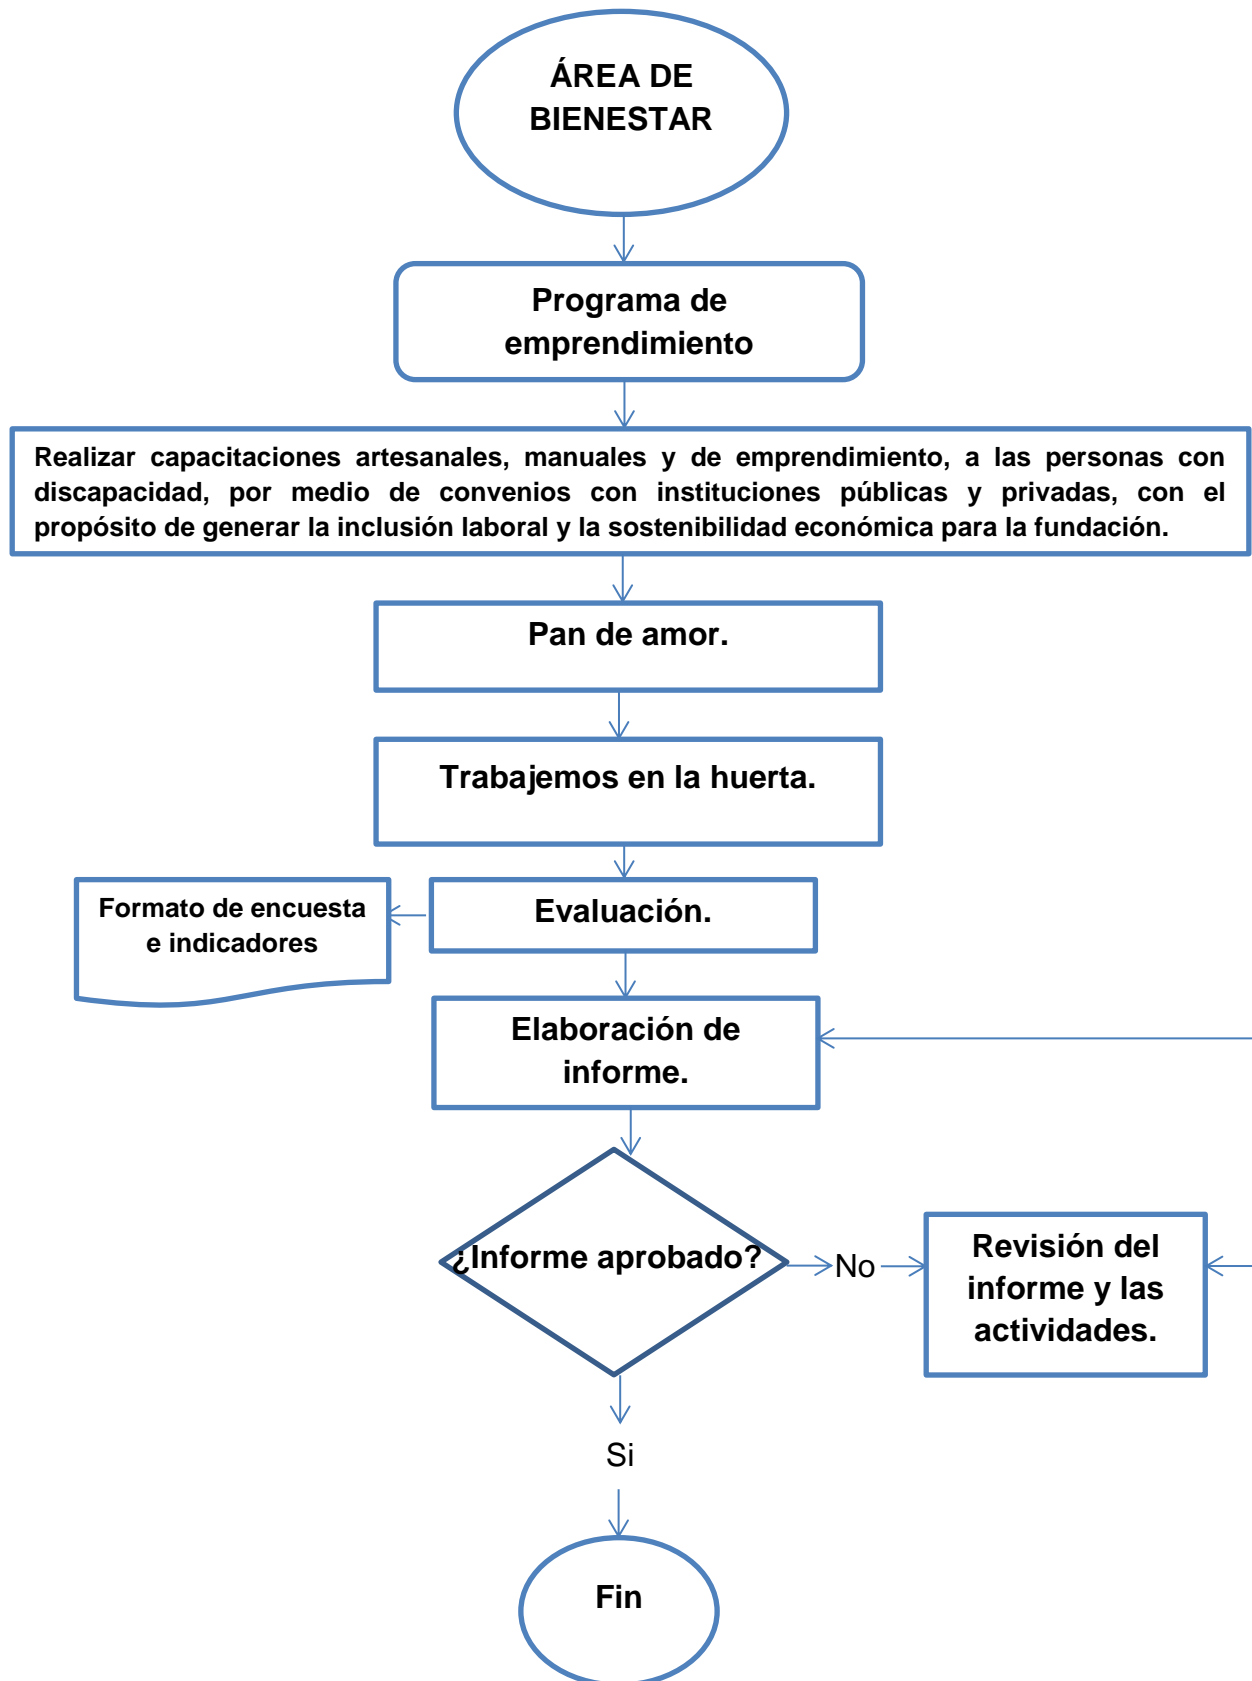 ÁREA DE
BIENESTAR
Programa de
emprendimiento
Realizar capacitaciones artesanales, manuales y de emprendimiento, a las personas con
discapacidad, por medio de convenios con instituciones públicas y privadas, con el
propósito de generar la inclusión laboral y la sostenibilidad económica para la fundación.
Pan de amor.
Trabajemos en la huerta.
Formato de encuesta
e indicadores
Evaluación.
Elaboración de
informe.
¿Informe aprobado?
No
Revisión del
informe y las
actividades.
Si
Fin